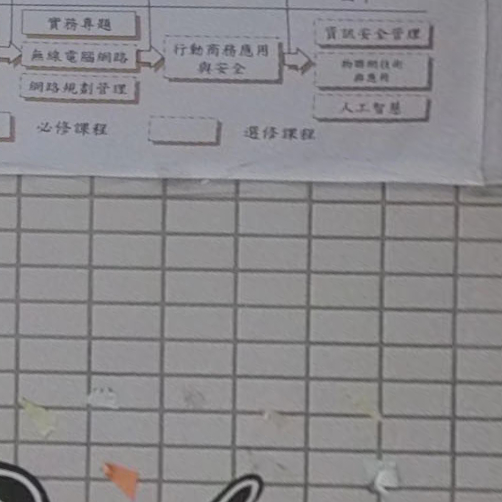 實務專題
無線電腦網路
網路規劃管理
行動商務應用
與安全
資訊安全管理
物聯網技術
與應用
人工智慧
必修課程
選修課程